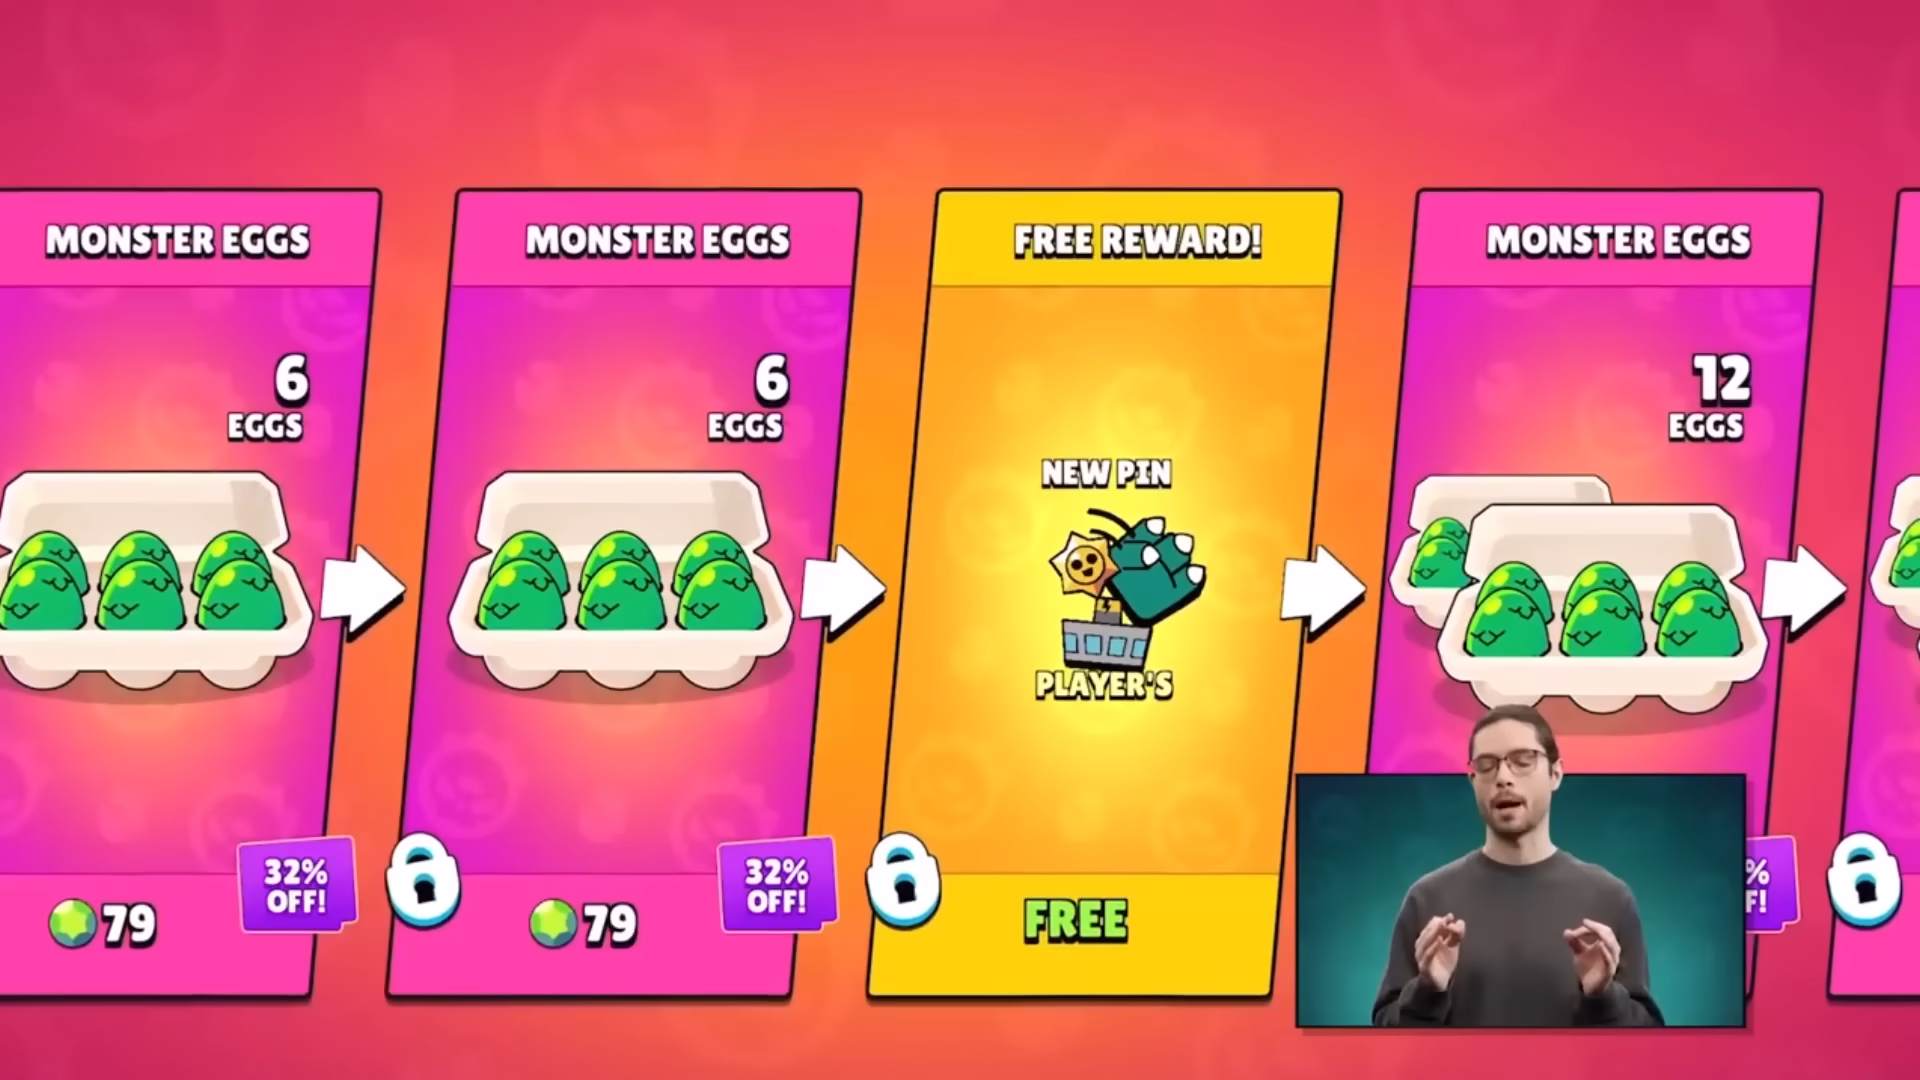 MONSTER EGGS
6
EGGS
32%
OFF!
79
MONSTER EGGS
6
EGGS
32%
OFF!
79
FREE REWARD!
NEW PIN
PLAYER'S
FREE
MONSTER EGGS
12
EGGS
%
F!